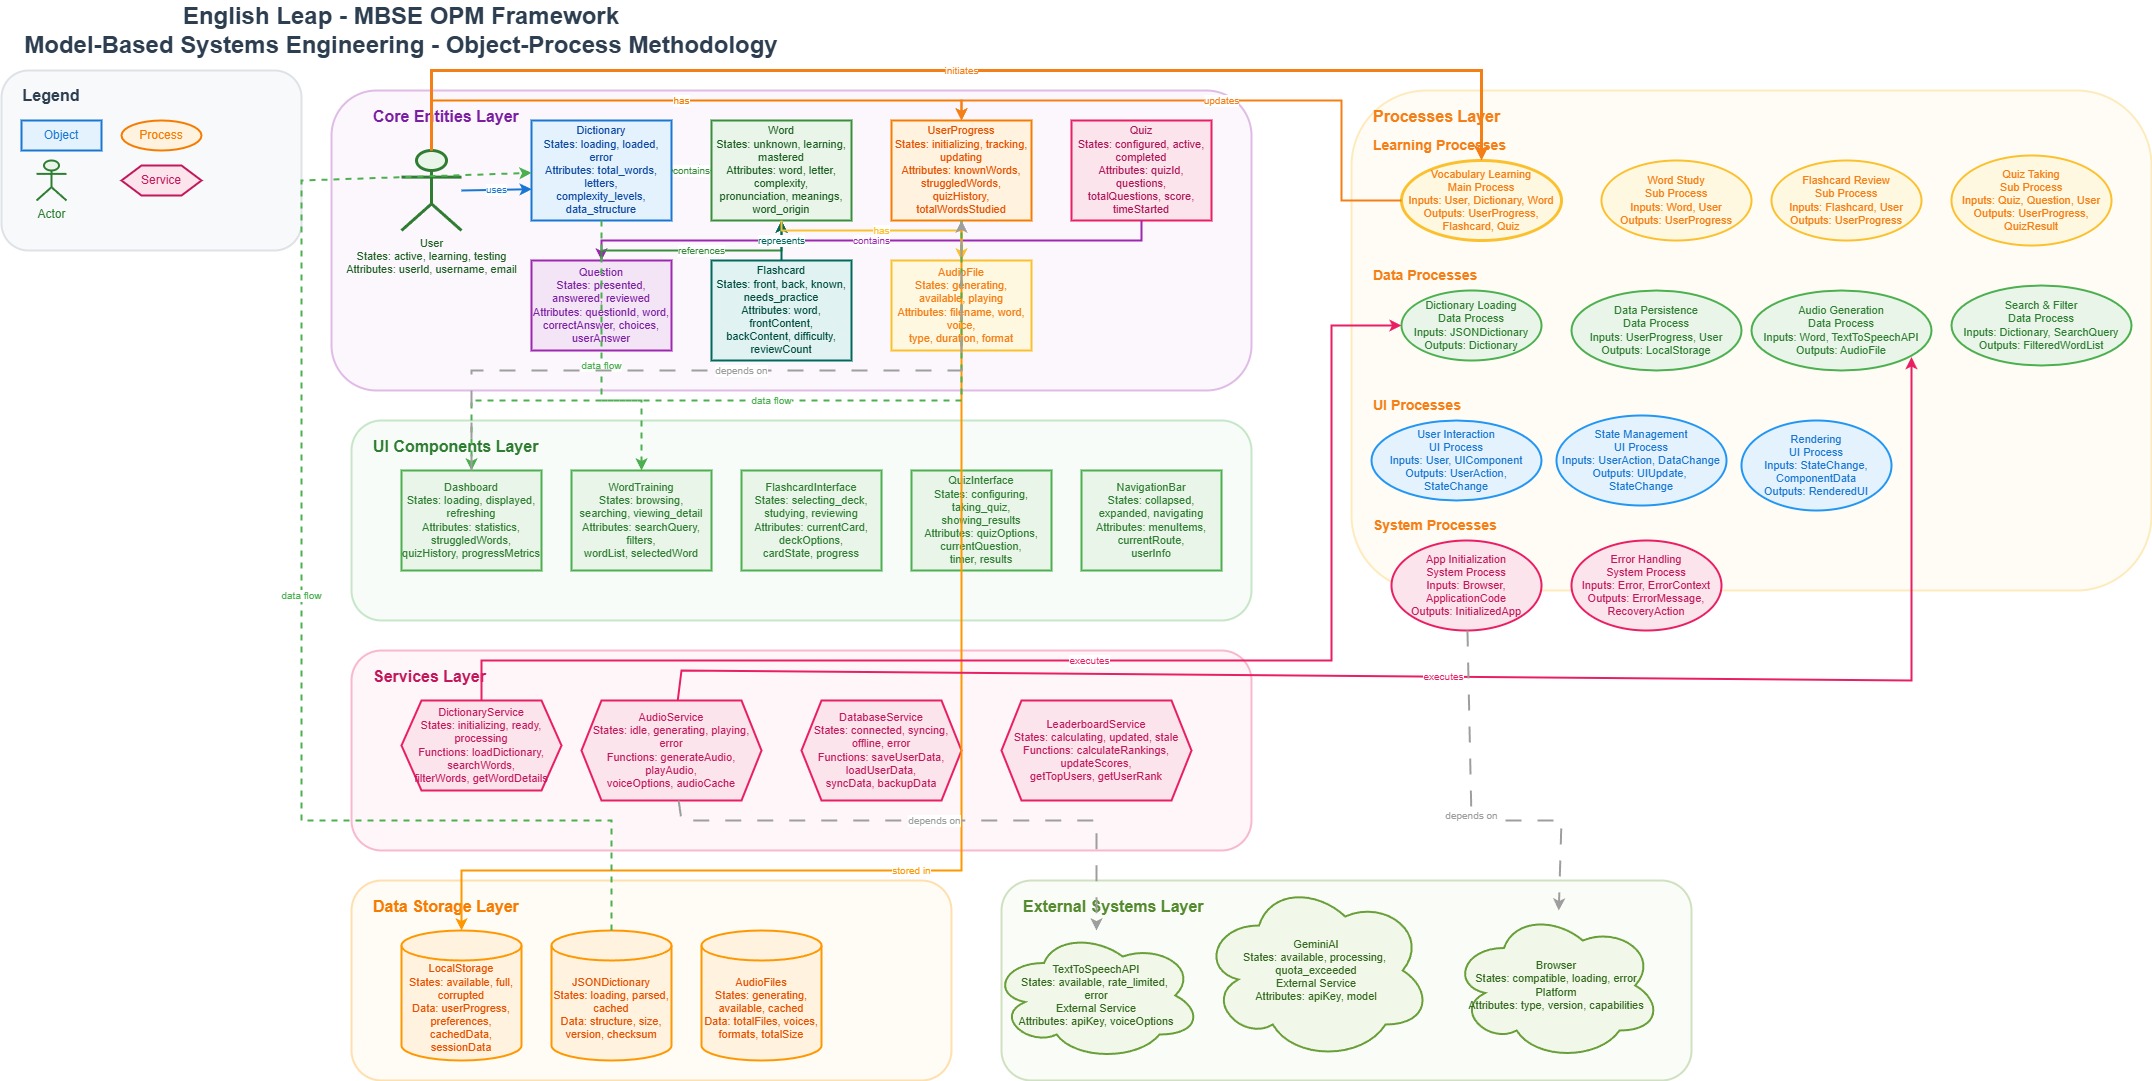 English Leap - MBSE OPM Framework
Model-Based Systems Engineering - Object-Process Methodology
Legend
Object
Process
Actor
Service
initiates
has
updates
Core Entities Layer
User
States: active, learning, testing
Attributes: userId, username, email
uses
Dictionary
States: loading, loaded,
error
Attributes: total_words,
letters,
complexity_levels,
data_structure
contains
Word
States: unknown, learning,
mastered
Attributes: word, letter,
complexity,
pronunciation, meanings,
word_origin
UserProgress
States: initializing, tracking,
updating
Attributes: knownWords,
struggledWords,
quizHistory,
totalWordsStudied
Quiz
States: configured, active,
completed
Attributes: quizId,
questions,
totalQuestions, score,
timeStarted
has
represents
contains
references
Question
States: presented,
answered, reviewed
Attributes: questionId, word,
correctAnswer, choices,
userAnswer
Flashcard
States: front, back, known,
needs_practice
Attributes: word,
frontContent,
backContent, difficulty,
reviewCount
AudioFile
States: generating,
available, playing
Attributes: filename, word,
voice,
type, duration, format
data flow
depends on
data flow
Processes Layer
Learning Processes
Vocabulary Learning
Main Process
Inputs: User, Dictionary, Word
Outputs: UserProgress,
Flashcard, Quiz
Word Study
Sub Process
Inputs: Word, User
Outputs: UserProgress
Flashcard Review
Sub Process
Inputs: Flashcard, User
Outputs: UserProgress
Quiz Taking
Sub Process
Inputs: Quiz, Question, User
Outputs: UserProgress,
QuizResult
Data Processes
Dictionary Loading
Data Process
Inputs: JSONDictionary
Outputs: Dictionary
Data Persistence
Data Process
Inputs: UserProgress, User
Outputs: LocalStorage
Audio Generation
Data Process
Inputs: Word, TextToSpeechAPI
Outputs: AudioFile
Search & Filter
Data Process
Inputs: Dictionary, SearchQuery
Outputs: FilteredWordList
UI Processes
User Interaction
UI Process
Inputs: User, UIComponent
Outputs: UserAction,
StateChange
State Management
UI Process
Inputs: UserAction, DataChange
Outputs: UIUpdate,
StateChange
Rendering
UI Process
Inputs: StateChange,
ComponentData
Outputs: RenderedUI
System Processes
App Initialization
System Process
Inputs: Browser,
ApplicationCode
Outputs: InitializedApp
Error Handling
System Process
Inputs: Error, ErrorContext
Outputs: ErrorMessage,
RecoveryAction
UI Components Layer
Dashboard
States: loading, displayed,
refreshing
Attributes: statistics,
struggledWords,
quizHistory, progressMetrics
WordTraining
States: browsing,
searching, viewing_detail
Attributes: searchQuery,
filters,
wordList, selectedWord
FlashcardInterface
States: selecting_deck,
studying, reviewing
Attributes: currentCard,
deckOptions,
cardState, progress
QuizInterface
States: configuring,
taking_quiz,
showing_results
Attributes: quizOptions,
currentQuestion,
timer, results
NavigationBar
States: collapsed,
expanded, navigating
Attributes: menuItems,
currentRoute,
userInfo
data flow
executes
executes
Services Layer
DictionaryService
States: initializing, ready,
processing
Functions: loadDictionary,
searchWords,
filterWords, getWordDetails
AudioService
States: idle, generating, playing,
error
Functions: generateAudio,
playAudio,
voiceOptions, audioCache
DatabaseService
States: connected, syncing,
offline, error
Functions: saveUserData,
loadUserData,
syncData, backupData
LeaderboardService
States: calculating, updated, stale
Functions: calculateRankings,
updateScores,
getTopUsers, getUserRank
depends on
depends on
stored in
Data Storage Layer
LocalStorage
States: available, full,
corrupted
Data: userProgress,
preferences,
cachedData,
sessionData
JSONDictionary
States: loading, parsed,
cached
Data: structure, size,
version, checksum
AudioFiles
States: generating,
available, cached
Data: totalFiles, voices,
formats, totalSize
External Systems Layer
TextToSpeechAPI
States: available, rate_limited,
error
External Service
Attributes: apiKey, voiceOptions
GeminiAI
States: available, processing,
quota_exceeded
External Service
Attributes: apiKey, model
Browser
States: compatible, loading, error
Platform
Attributes: type, version, capabilities